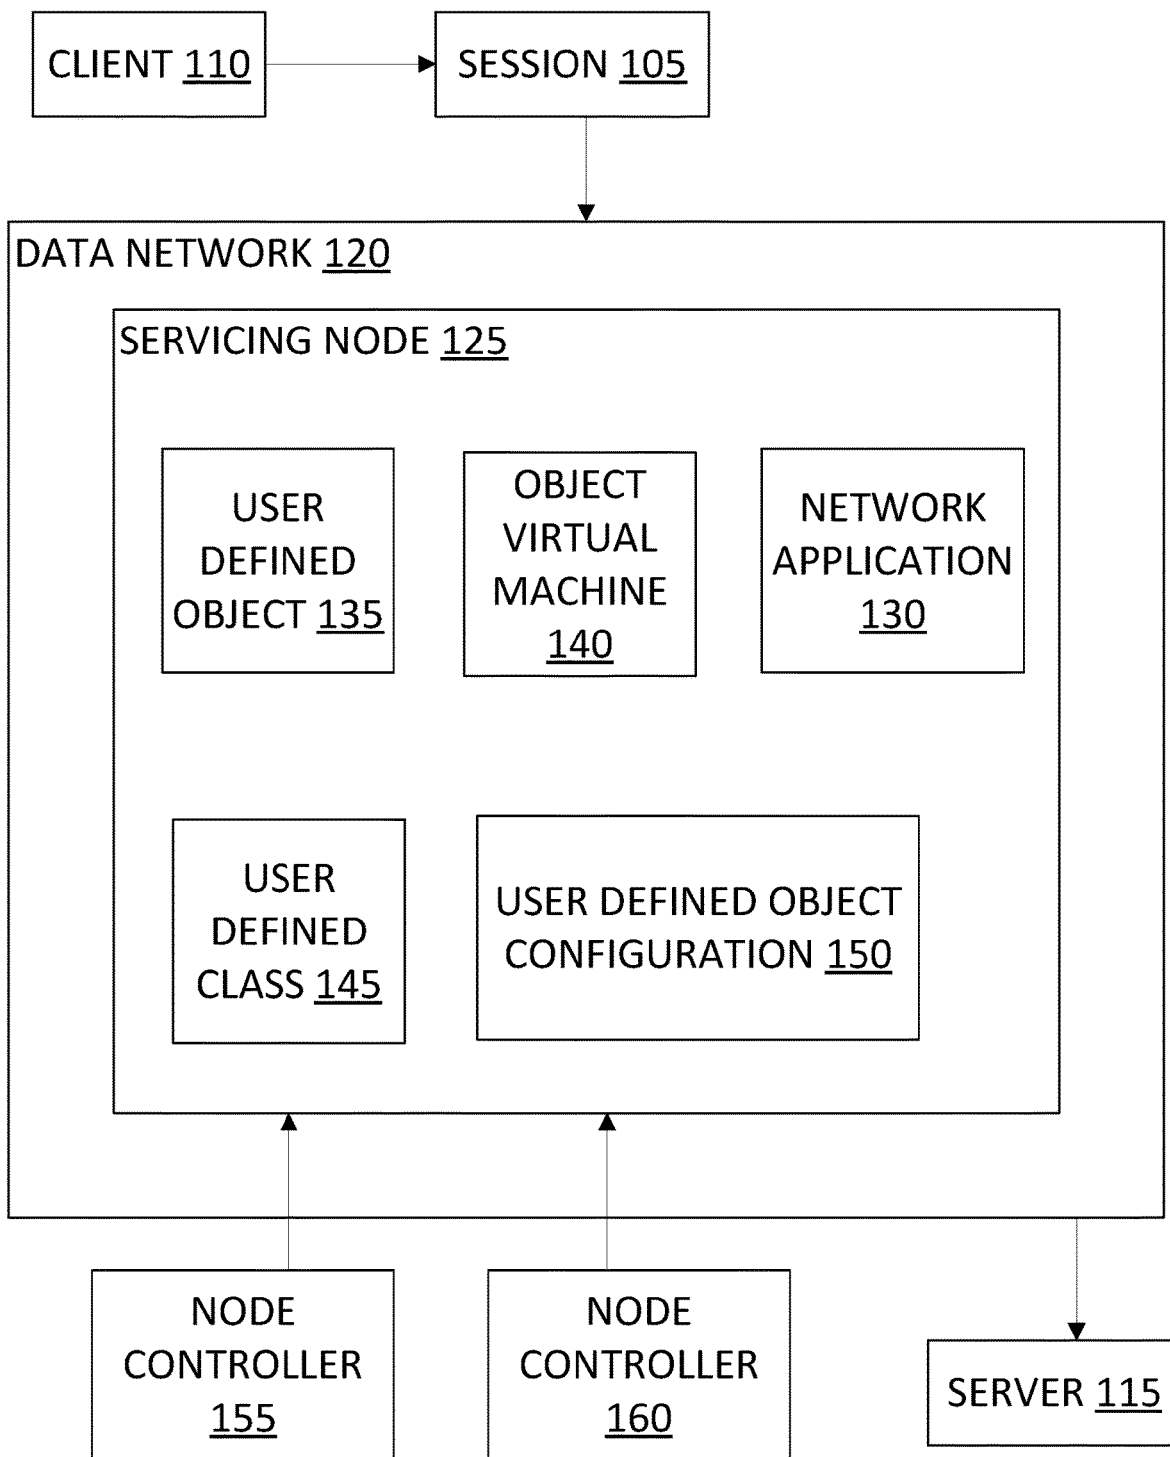 CLIENT 110
SESSION 105
DATA NETWORK 120
SERVICING NODE 125
USER
DEFINED
OBJECT 135
OBJECT
VIRTUAL
MACHINE
140
NETWORK
APPLICATION
130
USER
DEFINED
CLASS 145
USER DEFINED OBJECT
CONFIGURATION 150
NODE
CONTROLLER
155
NODE
CONTROLLER
160
SERVER 115